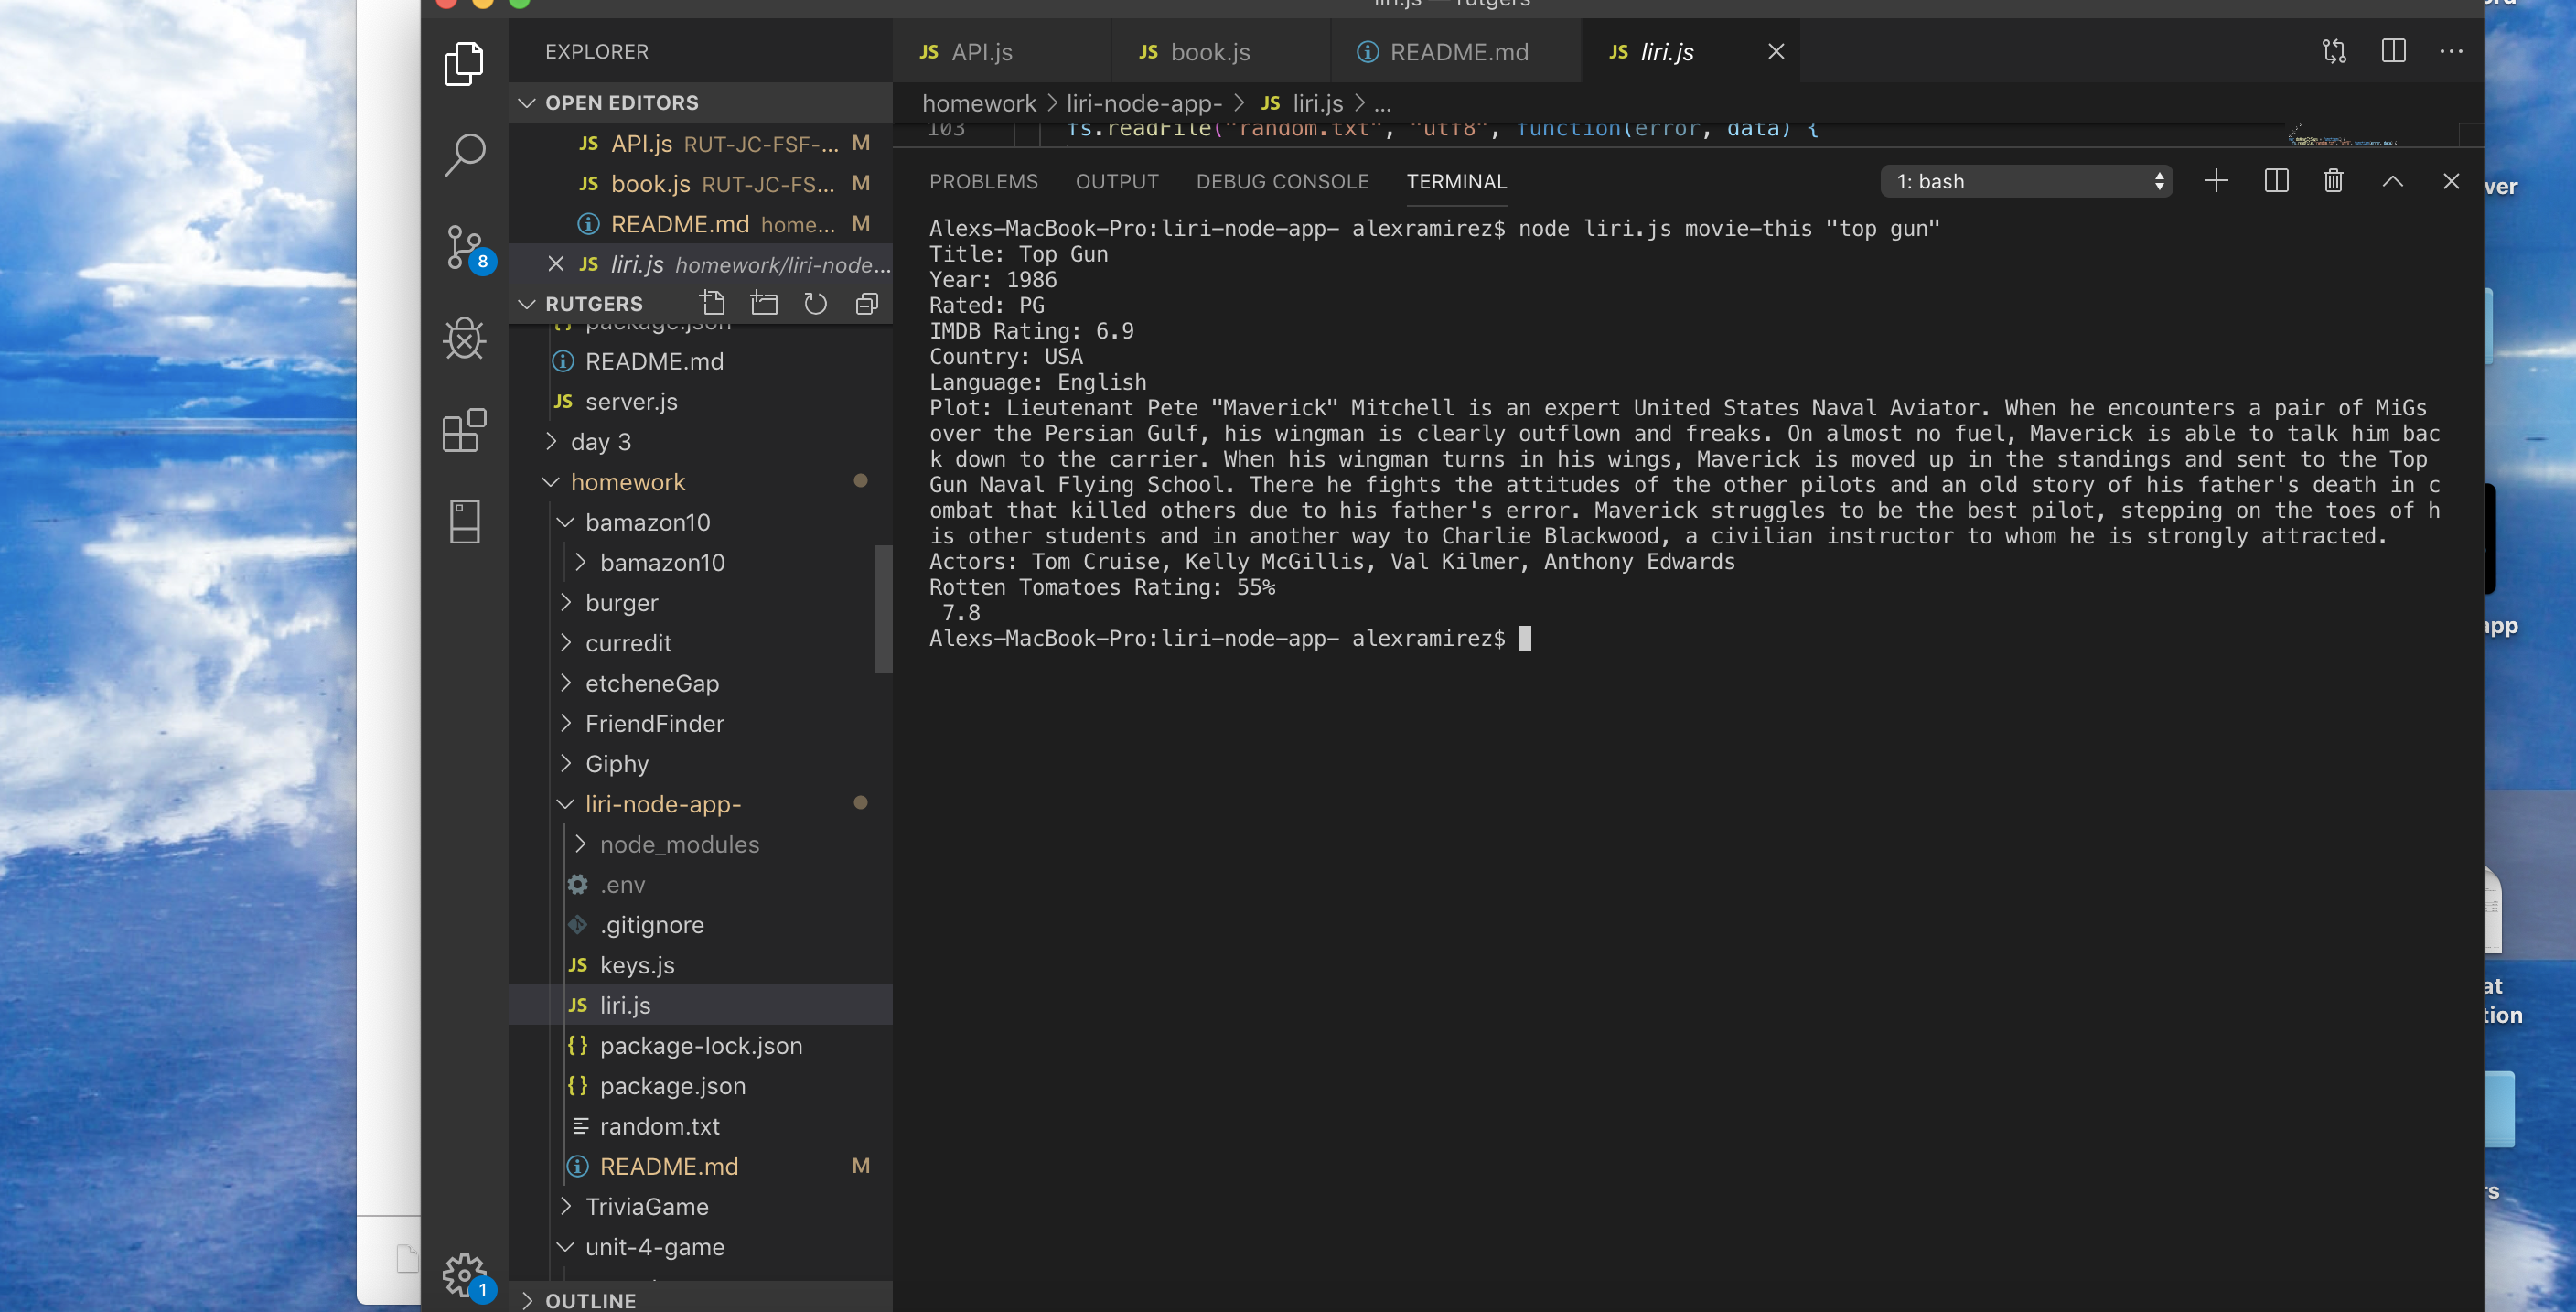 liri.js — rutgers
EXPLORER
OPEN EDITORS
JS API.js RUT-JC-FSF-... M
JS book.js RUT-JC-FS... M
README.md home... M
JS liri.js homework/liri-node...
RUTGERS
package.json
README.md
JS server.js
day 3
homework
bamazon10
bamazon10
burger
curredit
etcheneGap
FriendFinder
Giphy
liri-node-app-
node_modules
.env
.gitignore
JS keys.js
JS liri.js
{} package-lock.json
{} package.json
random.txt
README.md M
TriviaGame
unit-4-game
OUTLINE
8
1
JS API.js
JS book.js
README.md
JS liri.js
...
homework > liri-node-app- > JS liri.js > ...
103 fs.readFile("random.txt", "utf8", function(error, data) {
PROBLEMS OUTPUT DEBUG CONSOLE TERMINAL
1: bash
Alexs-MacBook-Pro:liri-node-app- alexramirez$ node liri.js movie-this "top gun"
Title: Top Gun
Year: 1986
Rated: PG
IMDB Rating: 6.9
Country: USA
Language: English
Plot: Lieutenant Pete "Maverick" Mitchell is an expert United States Naval Aviator. When he encounters a pair of MiGs
over the Persian Gulf, his wingman is clearly outflown and freaks. On almost no fuel, Maverick is able to talk him bac
k down to the carrier. When his wingman turns in his wings, Maverick is moved up in the standings and sent to the Top
Gun Naval Flying School. There he fights the attitudes of the other pilots and an old story of his father's death in c
ombat that killed others due to his father's error. Maverick struggles to be the best pilot, stepping on the toes of h
is other students and in another way to Charlie Blackwood, a civilian instructor to whom he is strongly attracted.
Actors: Tom Cruise, Kelly McGillis, Val Kilmer, Anthony Edwards
Rotten Tomatoes Rating: 55%
7.8
Alexs-MacBook-Pro:liri-node-app- alexramirez$
ver
app
at
tion
rs